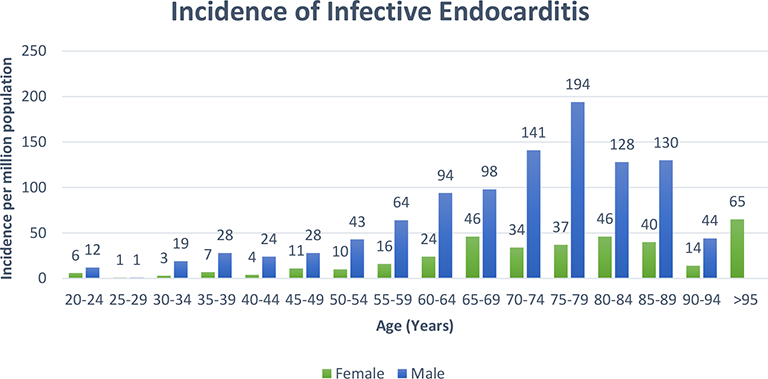 Incidence of Infective Endocarditis
Incidence per million population
250
200
150
100
50
0
6 12 1 1 3 19 7 28 4 24 11 28 10 43 16 64 24 94 46 98 34 141 37 194 46 128 40 130 14 44 65
20-24 25-29 30-34 35-39 40-44 45-49 50-54 55-59 60-64 65-69 70-74 75-79 80-84 85-89 90-94 >95
Age (Years)
Female Male